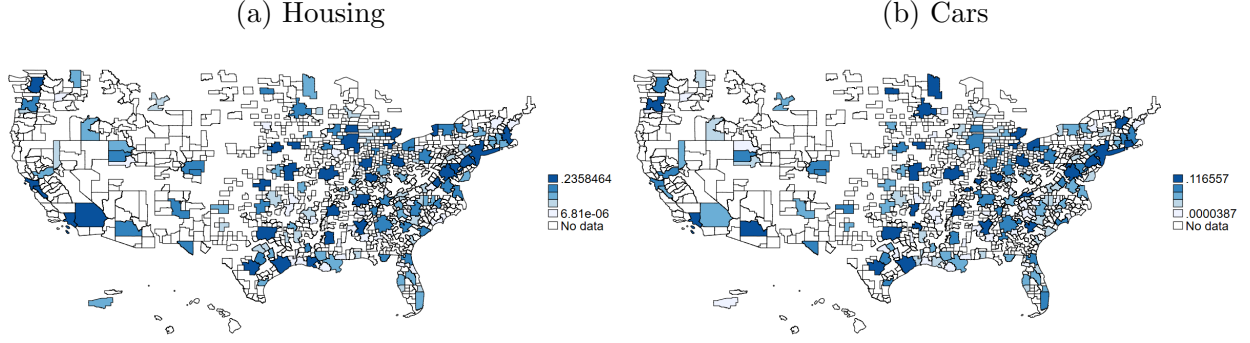 (a) Housing
(b) Cars
.2358464
6.81e-06
No data
.116557
.0000387
No data